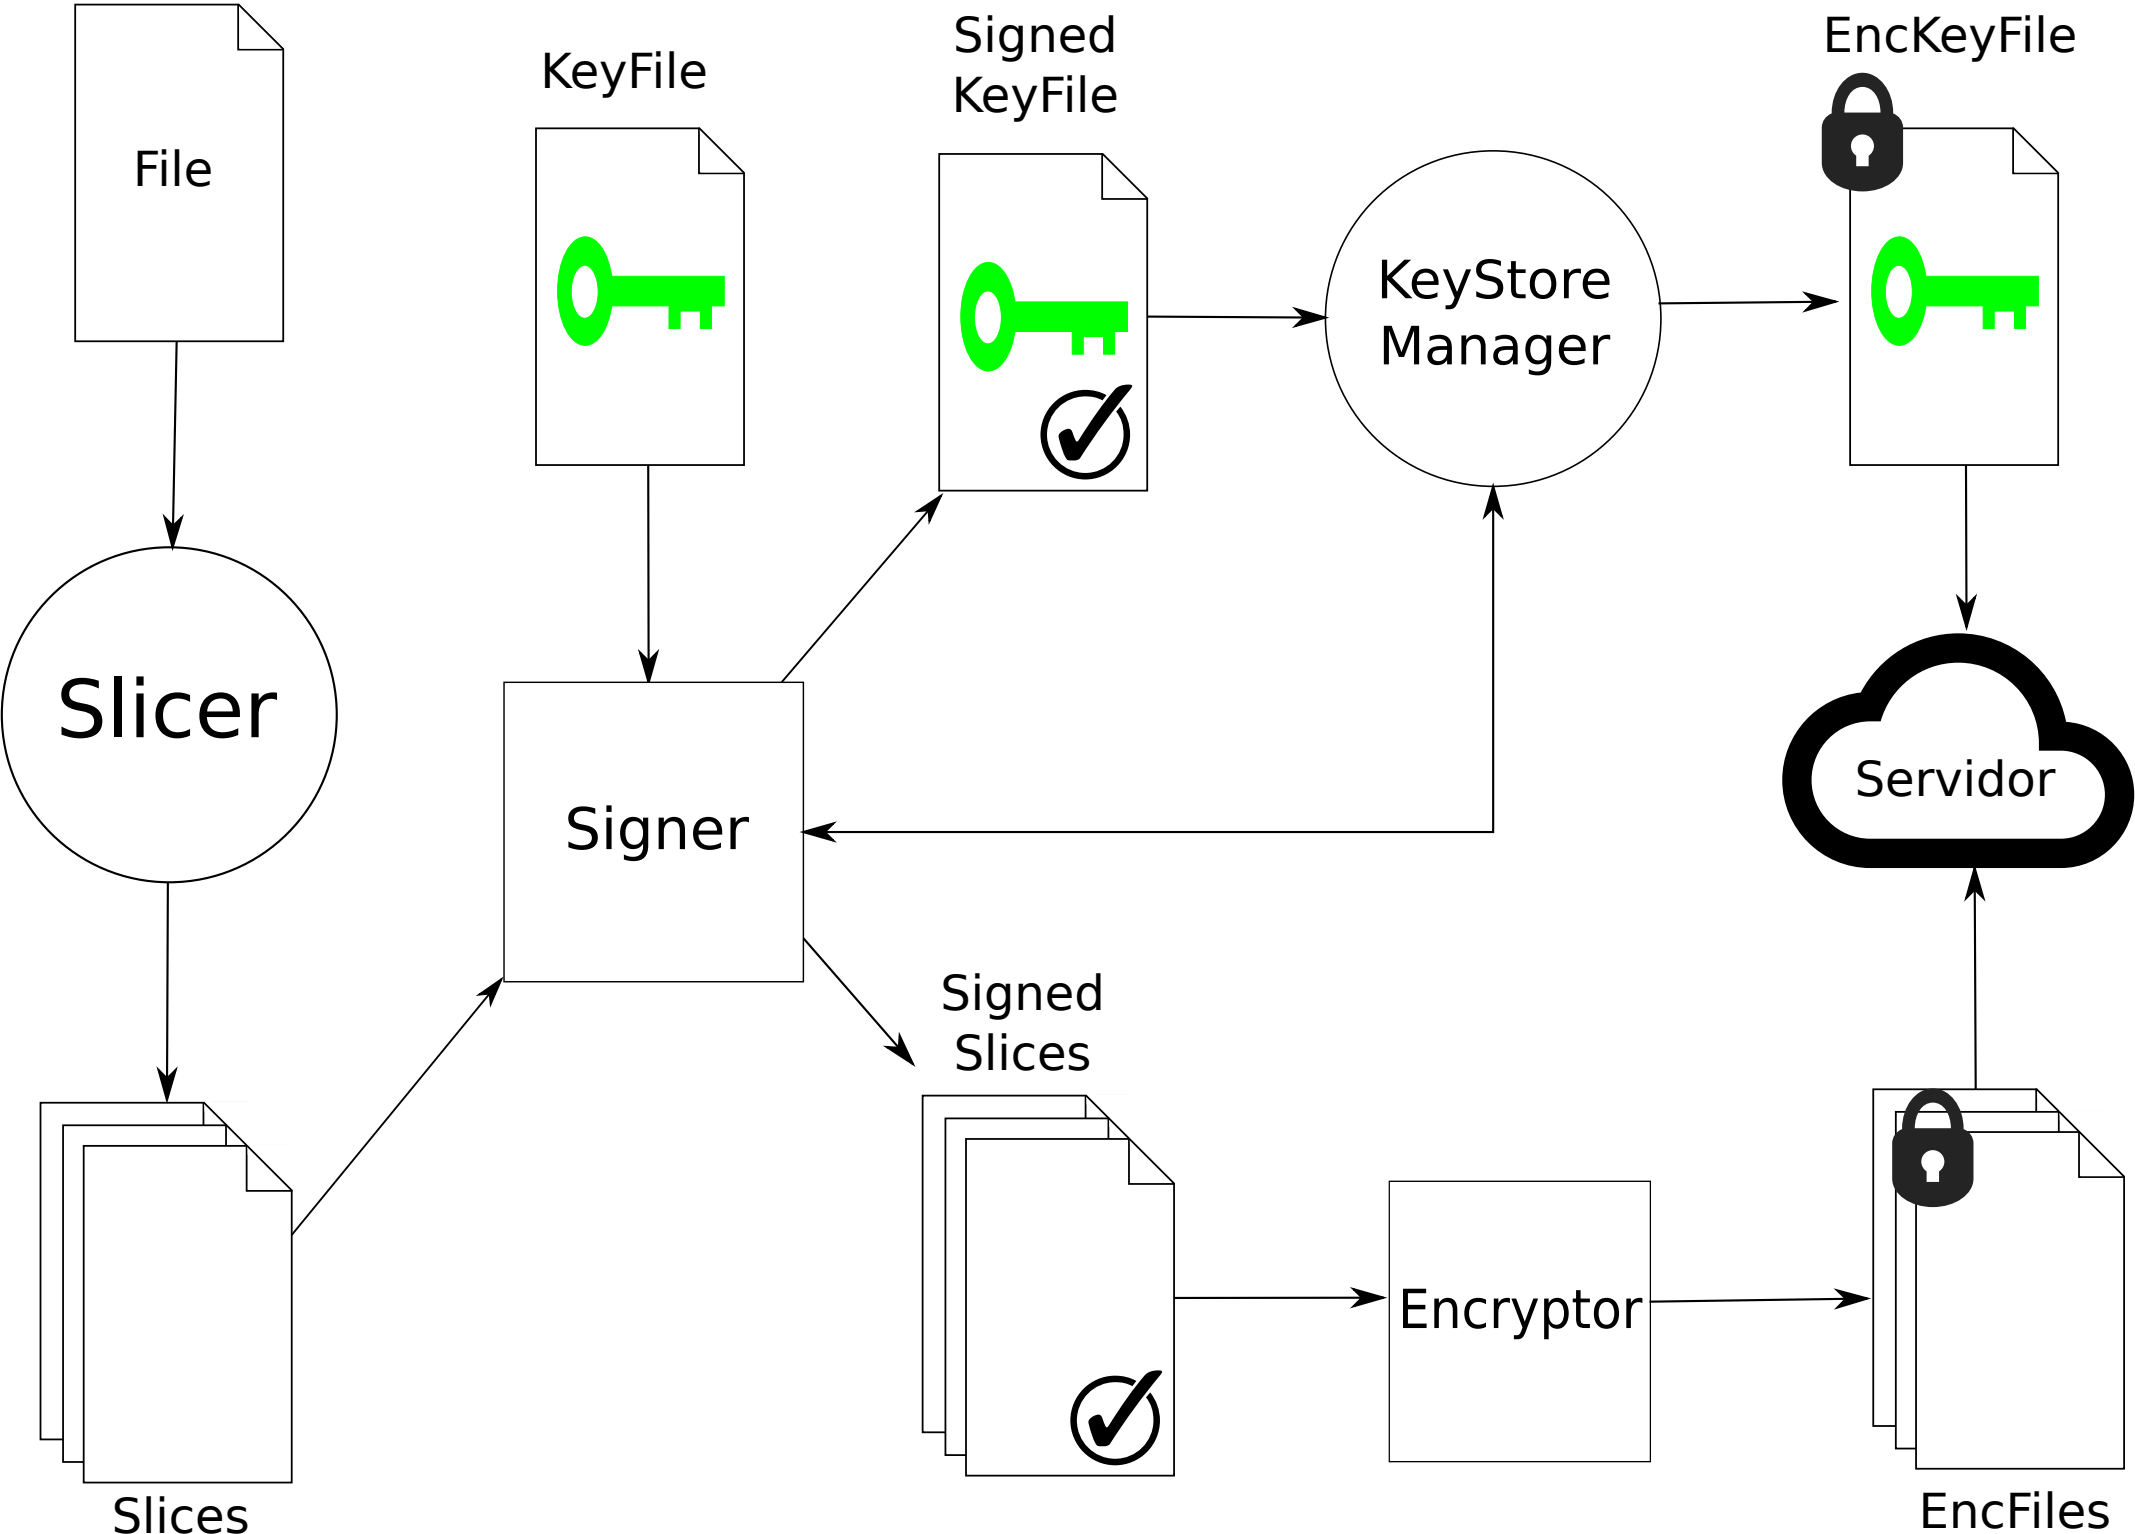 File
KeyFile
Signed
KeyFile
EncKeyFile
KeyStore
Manager
Slicer
Signer
Servidor
Signed
Slices
Encryptor
Slices
EncFiles